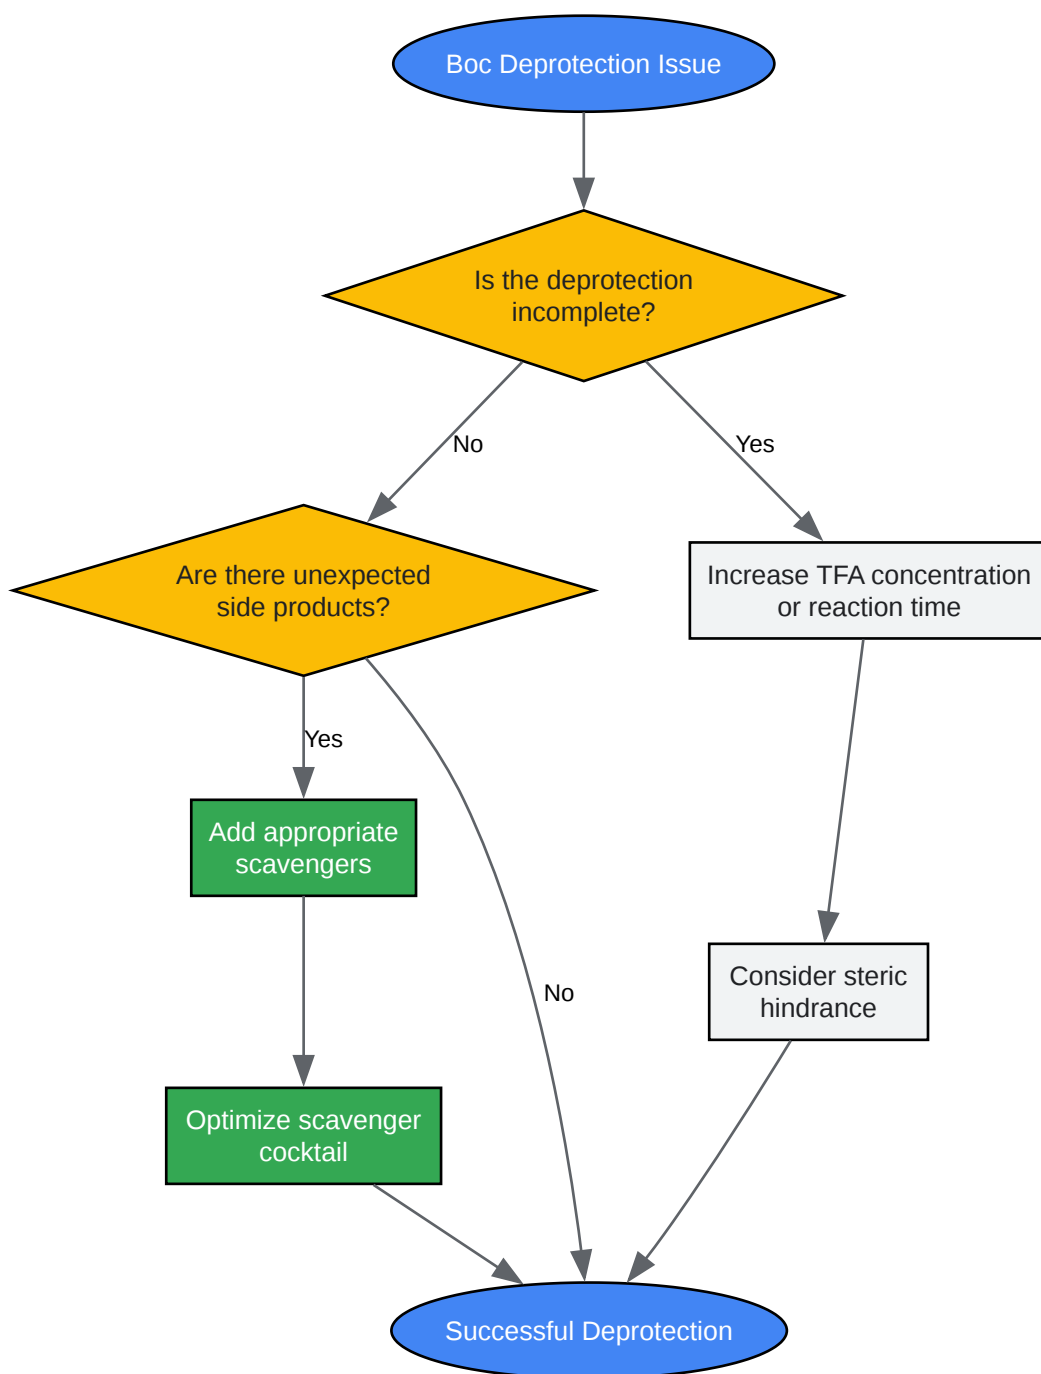 Boc Deprotection Issue
Is the deprotection
incomplete?
No
Yes
Are there unexpected
side products?
Increase TFA concentration
or reaction time
Yes
Add appropriate
scavengers
Consider steric
hindrance
No
Optimize scavenger
cocktail
Successful Deprotection